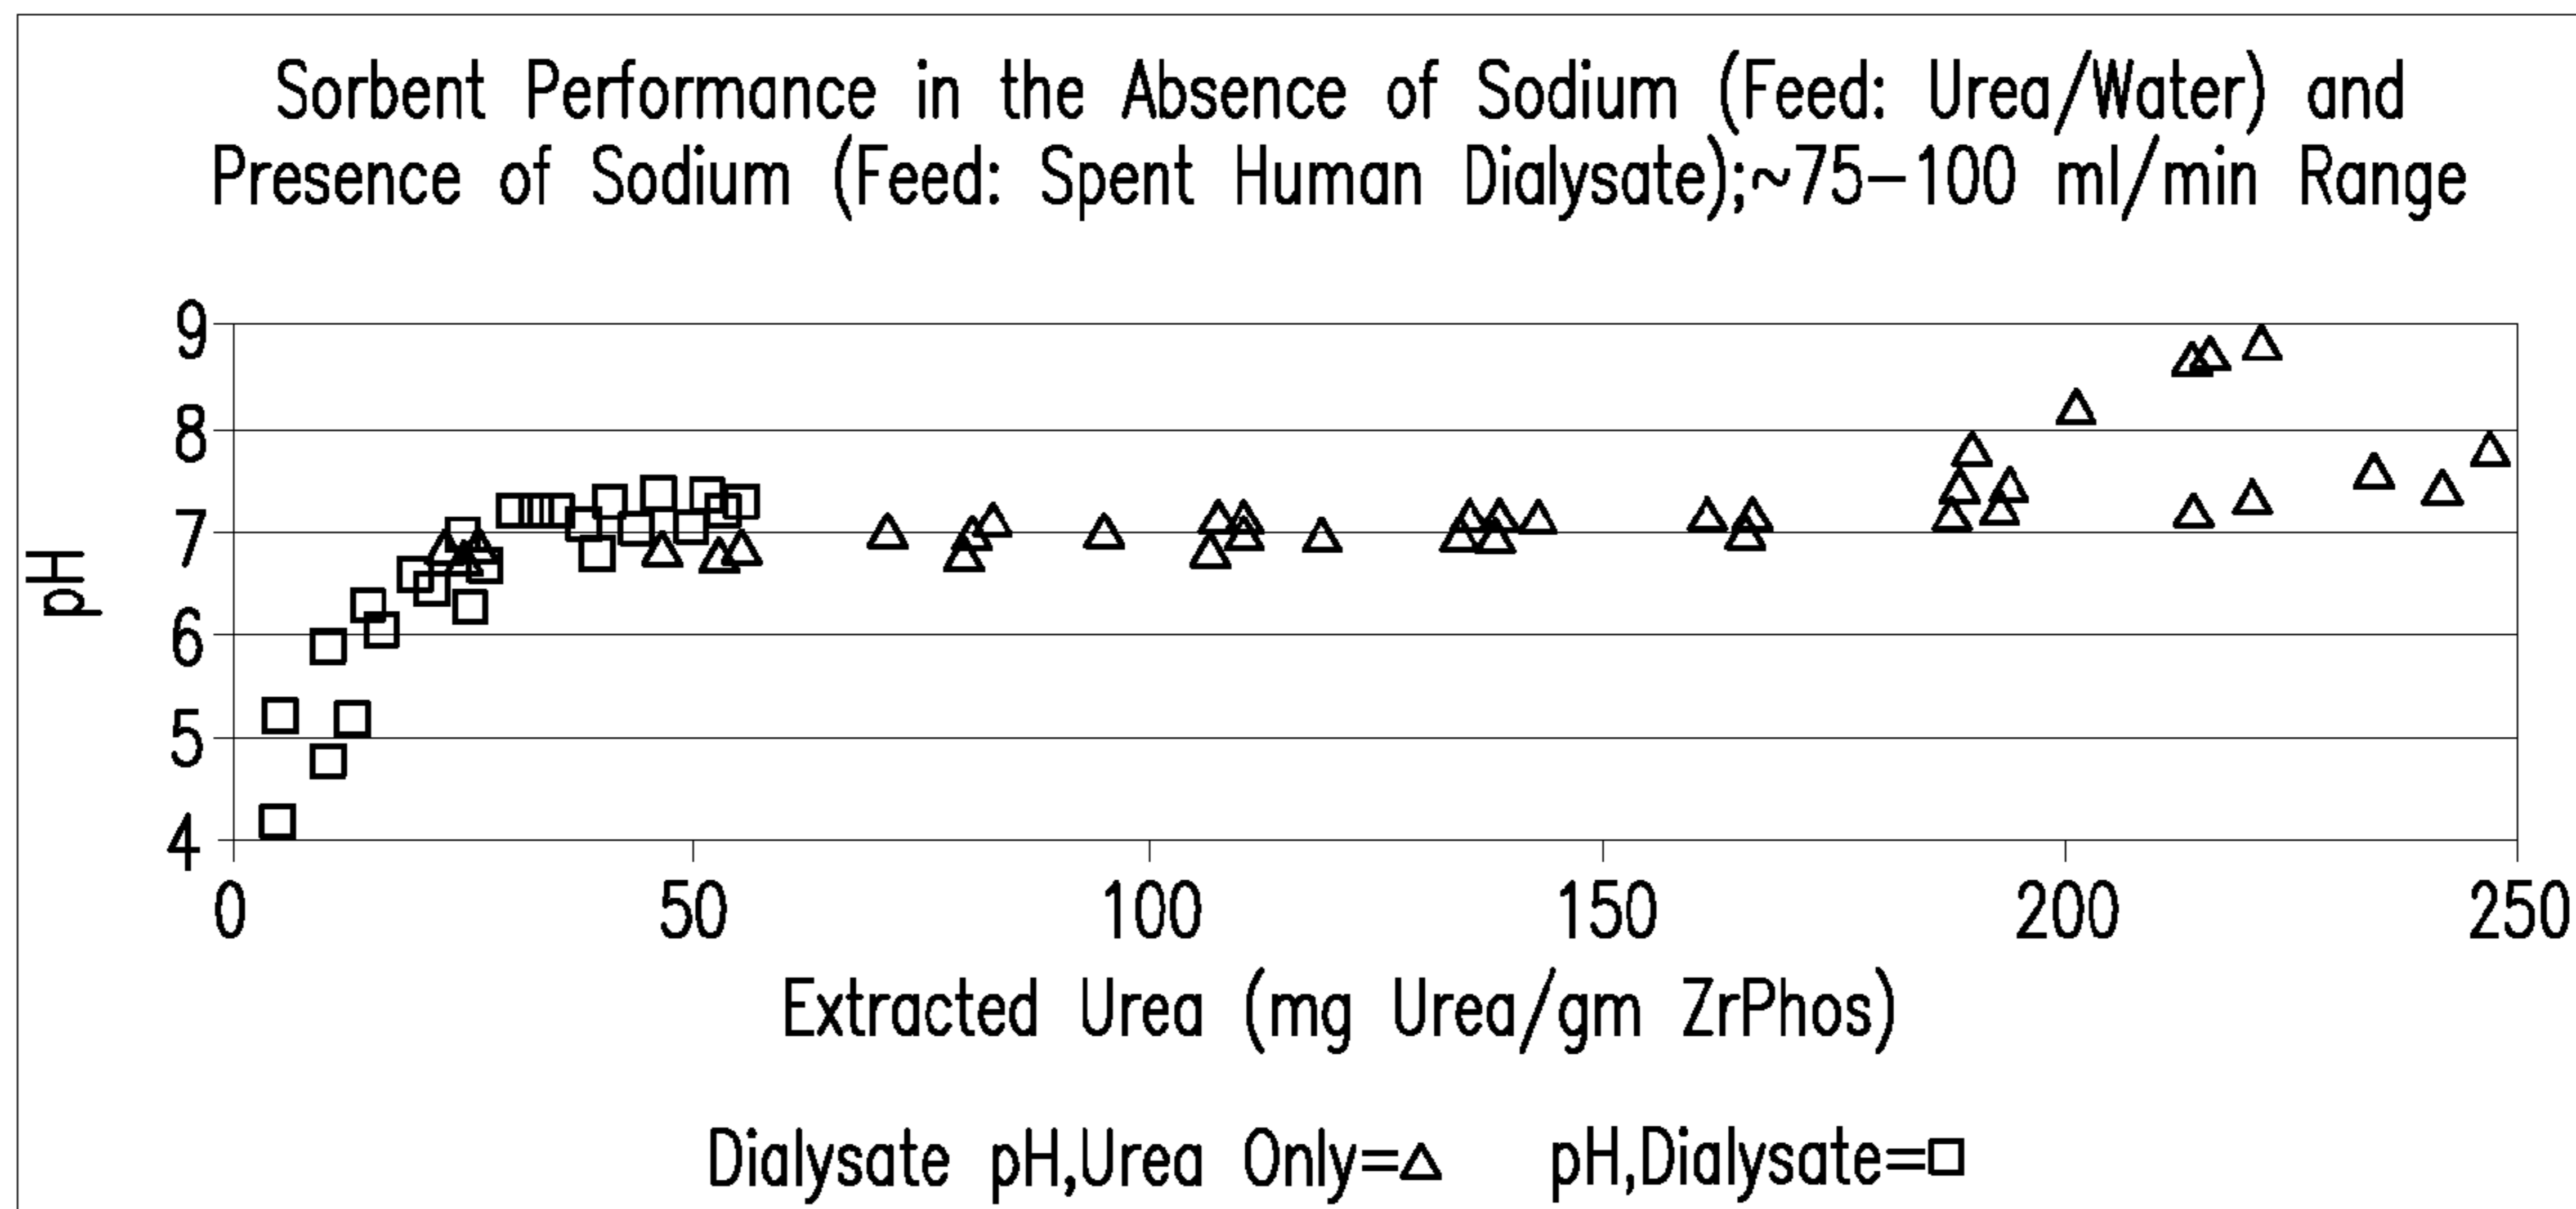 Sorbent Performance in the Absence of Sodium (Feed: Urea/Water) and
Presence of Sodium (Feed: Spent Human Dialysate);~75-100 ml/min Range
9
8
7
6
5
4
pH
0 50 100 150 200 250
Extracted Urea (mg Urea/gm ZrPhos)
Dialysate pH,Urea Only=△ pH,Dialysate=□